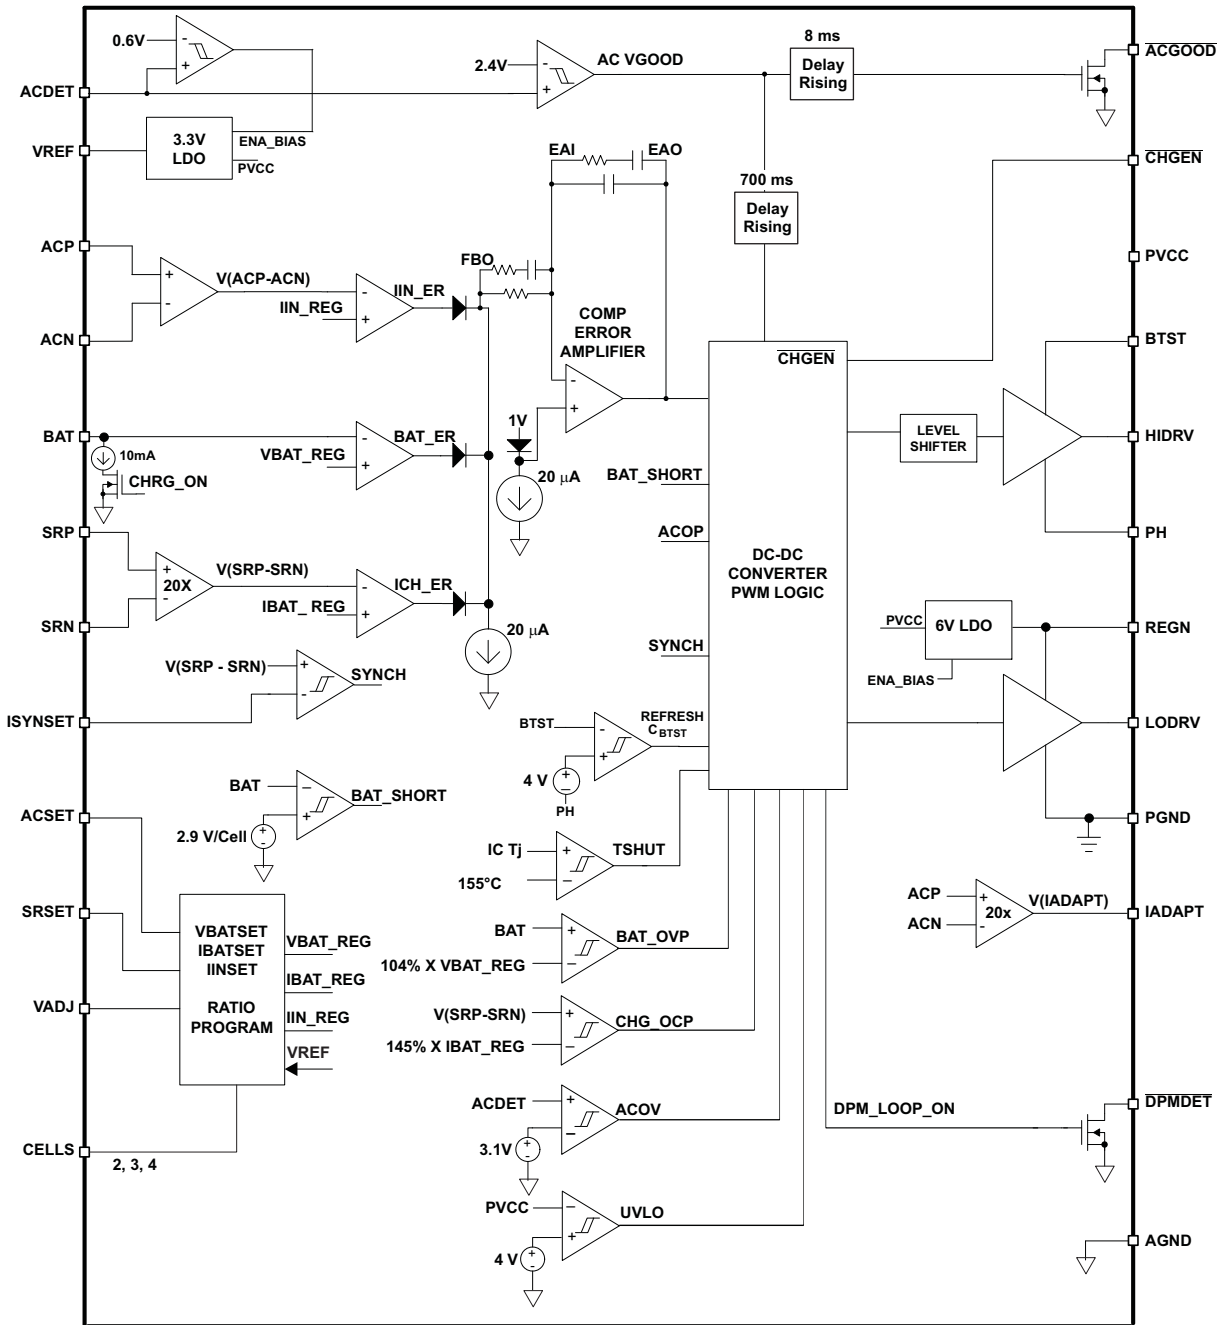 0.6V
-
+
2.4V
-
+
AC VGOOD
8 ms
Delay
Rising
ACGOOD
ACDET
VREF
3.3V
LDO
ENA_BIAS
PVCC
EAI
EAO
CHGEN
700 ms
Delay
Rising
ACP
+
-
V(ACP-ACN)
-
+
IIN_REG
IIN_ER
FBO
PVCC
ACN
COMP
ERROR
AMPLIFIER
-
+
CHGEN
BTST
BAT
10mA
CHRG_ON
-
+
VBAT_REG
BAT_ER
1V
20 µA
BAT_SHORT
LEVEL
SHIFTER
HIDRV
SRP
+
20X
-
V(SRP-SRN)
-
+
IBAT_ REG
ICH_ER
20 µA
ACOP
DC-DC
CONVERTER
PWM LOGIC
PH
SRN
PVCC
6V LDO
ENA_BIAS
REGN
V(SRP - SRN)
+
-
SYNCH
SYNCH
ISYNSET
BTST
-
+
REFRESH
CBTST
4 V
+
–
PH
LODRV
BAT
–
+
BAT_SHORT
2.9 V/Cell
+
-
ACSET
PGND
IC Tj
+
–
155°C
TSHUT
SRSET
VBATSET
IBATSET
IINSET
RATIO
PROGRAM
VBAT_REG
IBAT_REG
IIN_REG
VREF
BAT
+
–
104% X VBAT_REG
BAT_OVP
ACP
ACN
+
20x
-
V(IADAPT)
IADAPT
VADJ
V(SRP-SRN)
+
–
145% X IBAT_REG
CHG_OCP
CELLS
2, 3, 4
ACDET
+
–
3.1V
+
-
ACOV
DPM_LOOP_ON
DPMDET
PVCC
–
+
4 V
+
-
UVLO
AGND